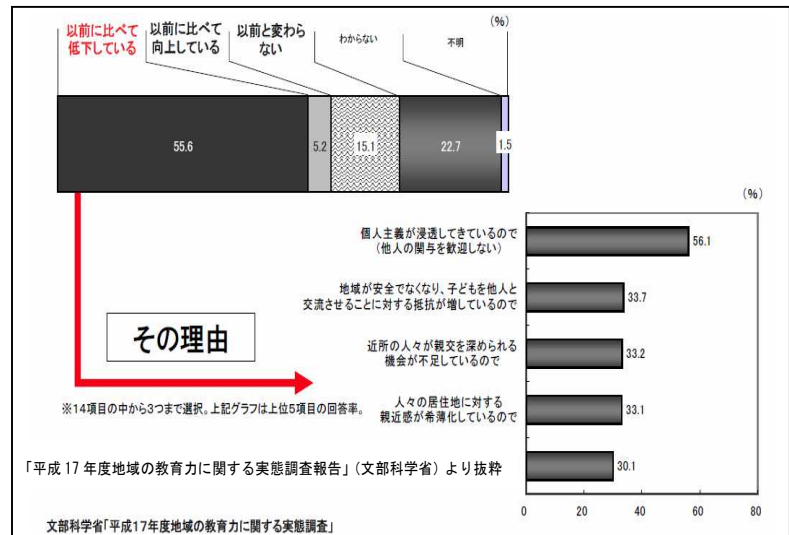 (%)
以前に比べて
低下している
以前に比べて
向上している
以前と変わら
ない
わからない
不明
55.6
5.2
15.1
22.7
1.5
(%)
個人主義が浸透してきているので
(他人の関与を歓迎しない)
56.1
地域が安全でなくなり、子どもを他人と
交流させることに対する抵抗が増しているので
33.7
その理由
近所の人々が親交を深められる
機会が不足しているので
33.2
※14項目の中から3つまで選択。上記グラフは上位5項目の回答率。
人々の居住地に対する
親近感が希薄化しているので
33.1
「平成 17 年度地域の教育力に関する実態調査報告」(文部科学省) より抜粋
30.1
0 20 40 60 80
文部科学省「平成17年度地域の教育力に関する実態調査」